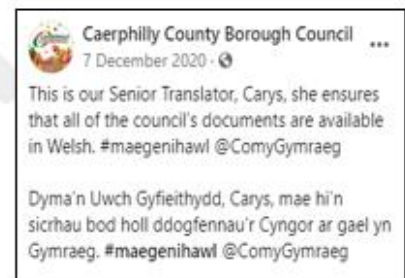 Caerphilly County Borough Council
7 December 2020 ·
This is our Senior Translator, Carys, she ensures
that all of the council's documents are available
in Welsh. #maegenihawl @ComyGymraeg
Dyma'n Uwch Gyfieithydd, Carys, mae hi'n
sicrhau bod holl ddogfennau'r Cyngor ar gael yn
Gymraeg. #maegenihawl @ComyGymraeg